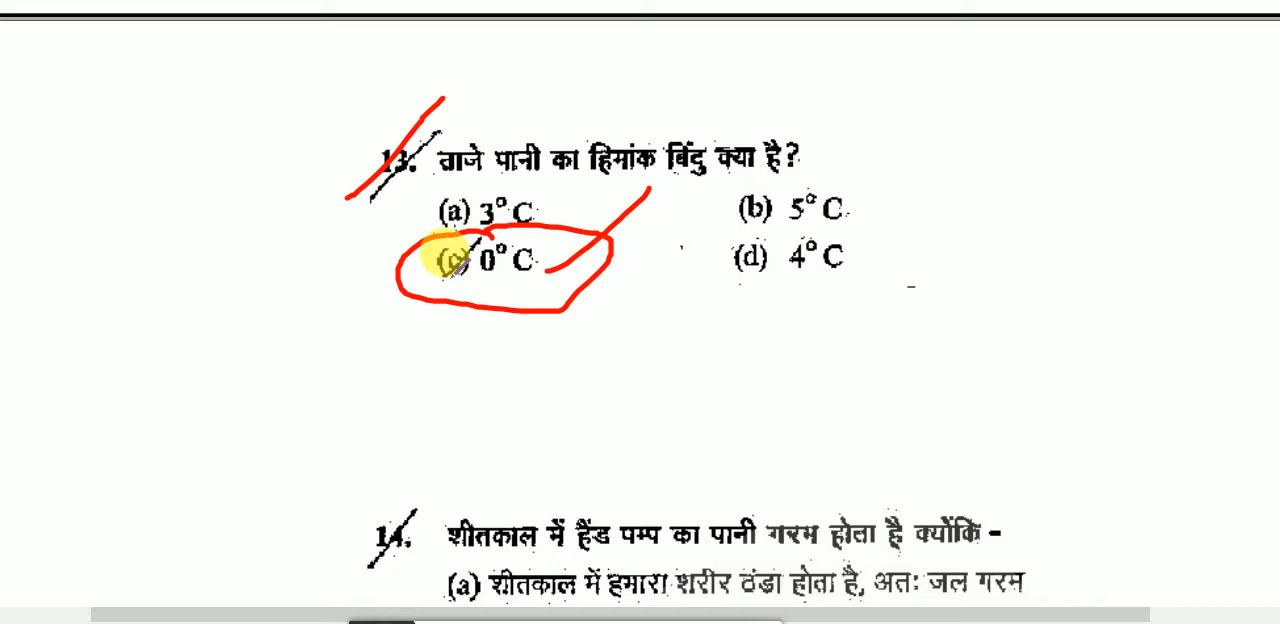 13. ताजे पानी का हिमांक बिंदु क्या है?
(a) 3° C (b) 5° C
(c) 0° C (d) 4° C
14. शीतकाल में हैंड पम्प का पानी गरम होता है क्योंकि -
(a) शीतकाल में हमारा शरीर ठंडा होता है, अतः जल गरम